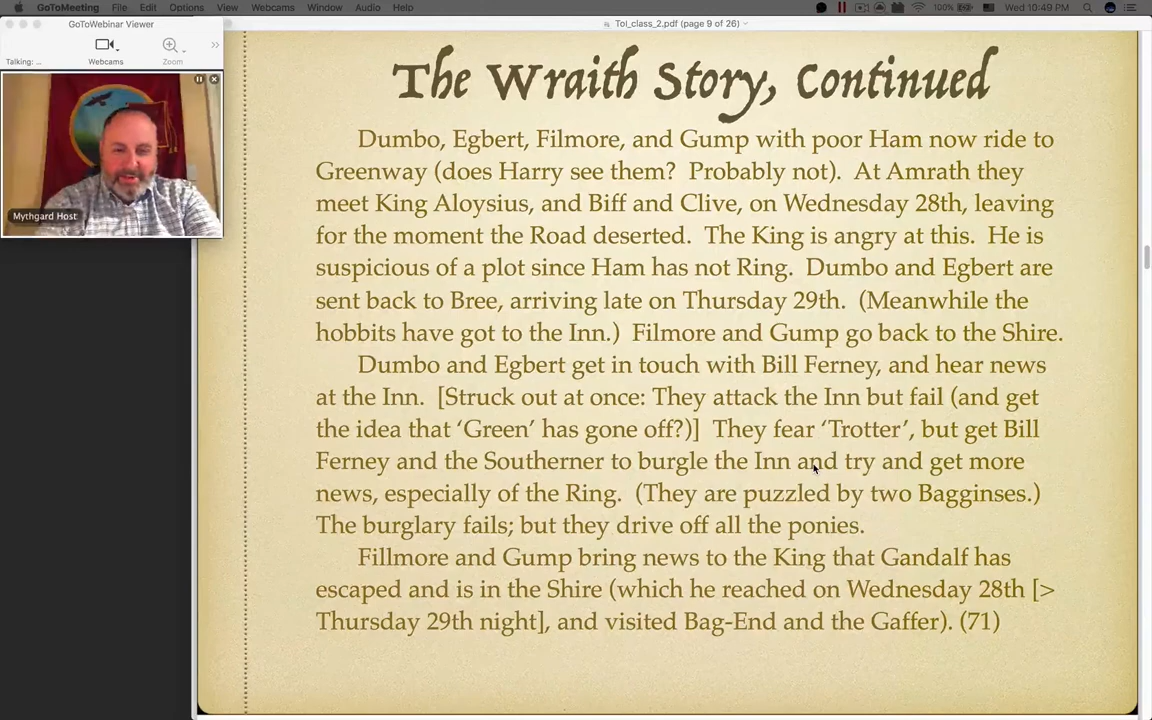 GoToMeeting File Edit Options View Webcams Window Audio Help
100% Wed 10:49 PM
GoToWebinar Viewer
Tol_class_2.pdf (page 9 of 26)
Talking: ...
Webcams
Zoom
Mythgard Host
The Wraith Story, Continued
Dumbo, Egbert, Filmore, and Gump with poor Ham now ride to
Greenway (does Harry see them? Probably not). At Amrath they
meet King Aloysius, and Biff and Clive, on Wednesday 28th, leaving
for the moment the Road deserted. The King is angry at this. He is
suspicious of a plot since Ham has not Ring. Dumbo and Egbert are
sent back to Bree, arriving late on Thursday 29th. (Meanwhile the
hobbits have got to the Inn.) Filmore and Gump go back to the Shire.
Dumbo and Egbert get in touch with Bill Ferney, and hear news
at the Inn. [Struck out at once: They attack the Inn but fail (and get
the idea that ‘Green’ has gone off?)] They fear ‘Trotter’, but get Bill
Ferney and the Southerner to burgle the Inn and try and get more
news, especially of the Ring. (They are puzzled by two Bagginses.)
The burglary fails; but they drive off all the ponies.
Fillmore and Gump bring news to the King that Gandalf has
escaped and is in the Shire (which he reached on Wednesday 28th [>
Thursday 29th night], and visited Bag-End and the Gaffer). (71)